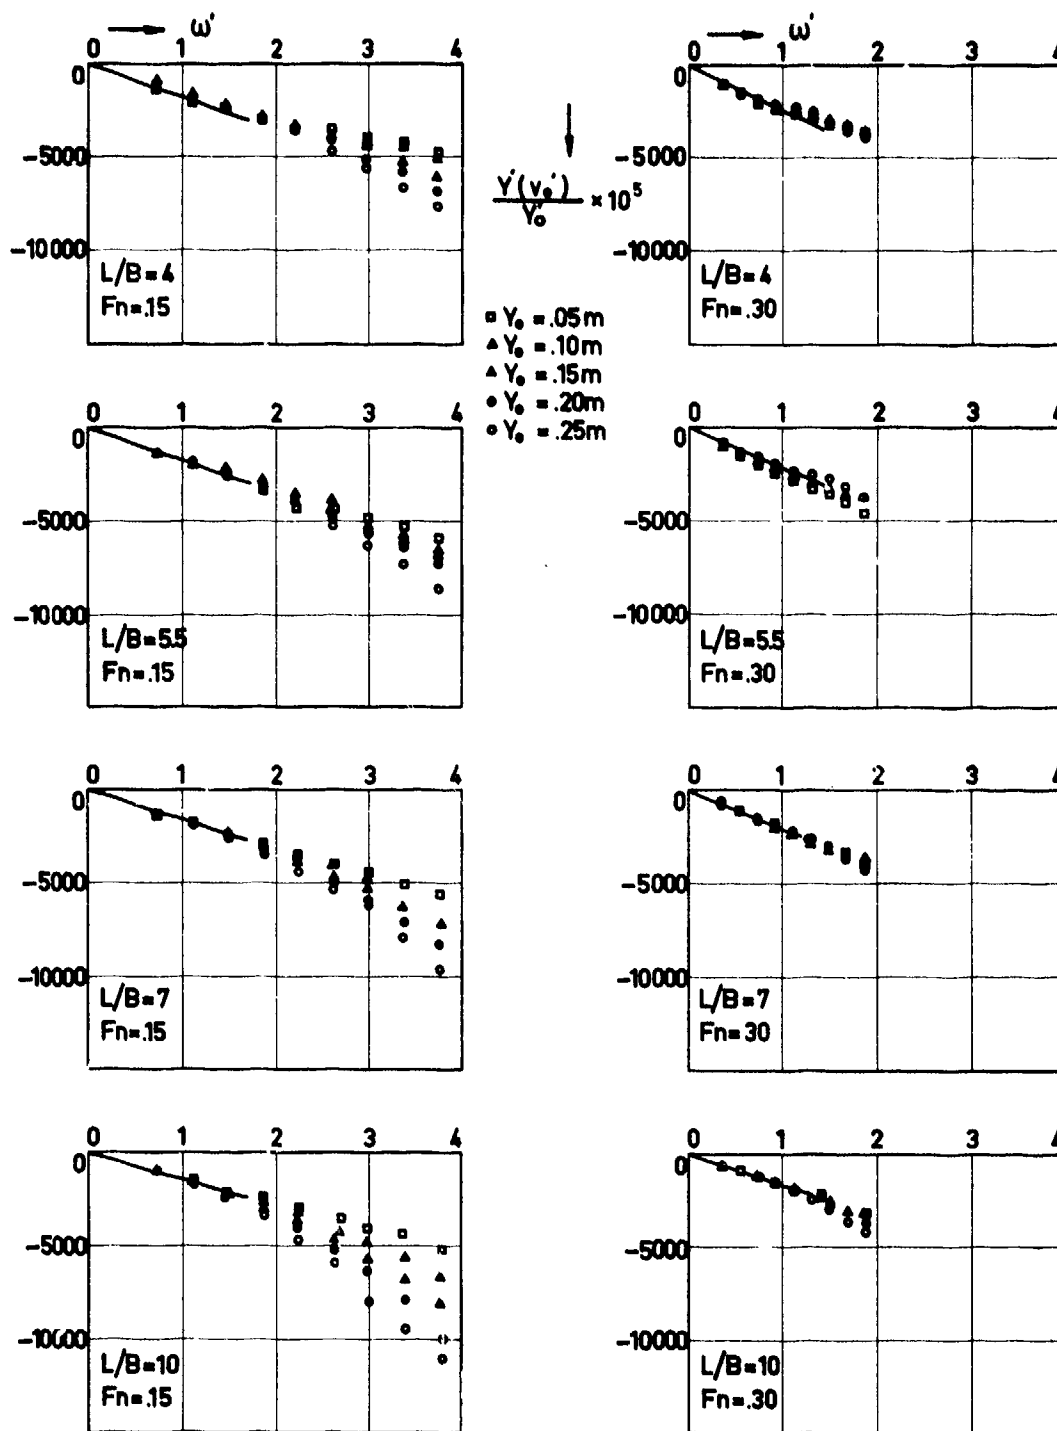 ω'
0 1 2 3 4
0
-5000
-10000
L/B=4
Fn=.15
ω'
0 1 2 4
0
-5000
-10000
L/B=4
Fn=.30
Y'(v₀')/Y₀' × 10⁵
Y₀ = .05m
Y₀ = .10m
Y₀ = .15m
Y₀ = .20m
Y₀ = .25m
0 1 2 3 4
0
-5000
-10000
L/B=5.5
Fn=.15
0 1 2 3 4
0
-5000
-10000
L/B=5.5
Fn=.30
0 1 2 3 4
0
-5000
-10000
L/B=7
Fn=.15
0 1 2 3 4
0
-5000
-10000
L/B=7
Fn=.30
0 1 2 3 4
0
-5000
-10000
L/B=10
Fn=.15
0 1 2 3 4
0
-5000
-10000
L/B=10
Fn=.30